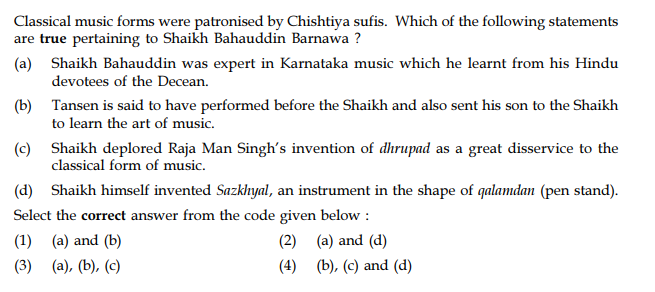 Classical music forms were patronised by Chishtiya sufis. Which of the following statements
are true pertaining to Shaikh Bahauddin Barnawa ?
(a) Shaikh Bahauddin was expert in Karnataka music which he learnt from his Hindu
devotees of the Decean.
(b) Tansen is said to have performed before the Shaikh and also sent his son to the Shaikh
to learn the art of music.
(c) Shaikh deplored Raja Man Singh's invention of dhrupad as a great disservice to the
classical form of music.
(d) Shaikh himself invented Sazkhyal, an instrument in the shape of qalamdan (pen stand).
Select the correct answer from the code given below :
(1) (a) and (b) (2) (a) and (d)
(3) (a), (b), (c) (4) (b), (c) and (d)